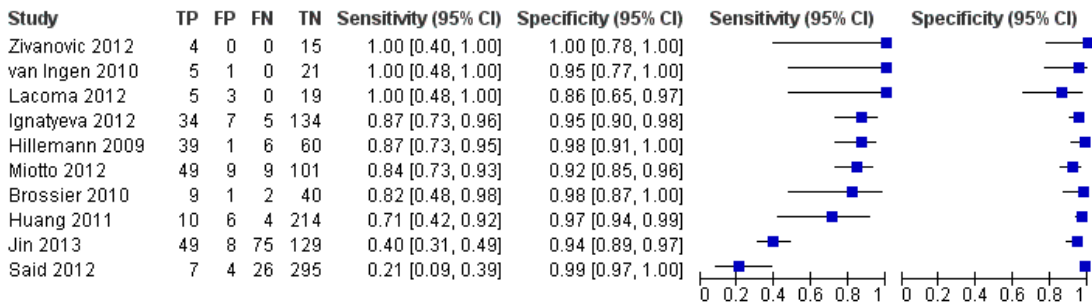 Study TP FP FN TN Sensitivity (95% CI) Specificity (95% CI) Sensitivity (95% CI) Specificity (95% CI)
Zivanovic 2012 4 0 0 15 1.00 [0.40, 1.00] 1.00 [0.78, 1.00]
van Ingen 2010 5 1 0 21 1.00 [0.48, 1.00] 0.95 [0.77, 1.00]
Lacoma 2012 5 3 0 19 1.00 [0.48, 1.00] 0.86 [0.65, 0.97]
Ignatyeva 2012 34 7 5 134 0.87 [0.73, 0.96] 0.95 [0.90, 0.98]
Hillemann 2009 39 1 6 60 0.87 [0.73, 0.95] 0.98 [0.91, 1.00]
Miotto 2012 49 9 9 101 0.84 [0.73, 0.93] 0.92 [0.85, 0.96]
Brossier 2010 9 1 2 40 0.82 [0.48, 0.98] 0.98 [0.87, 1.00]
Huang 2011 10 6 4 214 0.71 [0.42, 0.92] 0.97 [0.94, 0.99]
Jin 2013 49 8 75 129 0.40 [0.31, 0.49] 0.94 [0.89, 0.97]
Said 2012 7 4 26 295 0.21 [0.09, 0.39] 0.99 [0.97, 1.00]
0 0.2 0.4 0.6 0.8 1 0 0.2 0.4 0.6 0.8 1